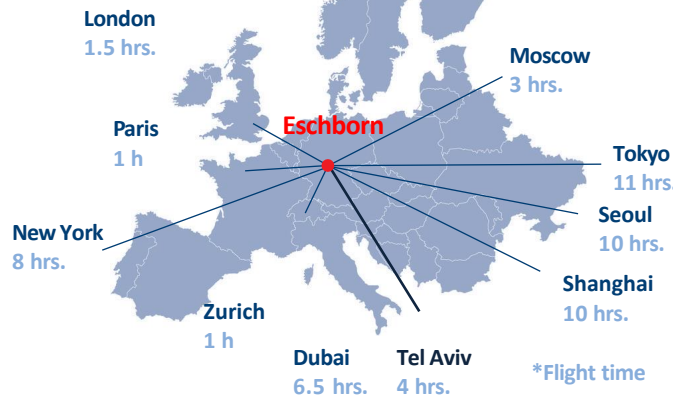 London
1.5 hrs.
Moscow
3 hrs.
Eschborn
Paris
1 h
Tokyo
11 hrs.
Seoul
10 hrs.
New York
8 hrs.
Shanghai
10 hrs.
Zurich
1 h
Dubai
6.5 hrs.
Tel Aviv
4 hrs.
*Flight time